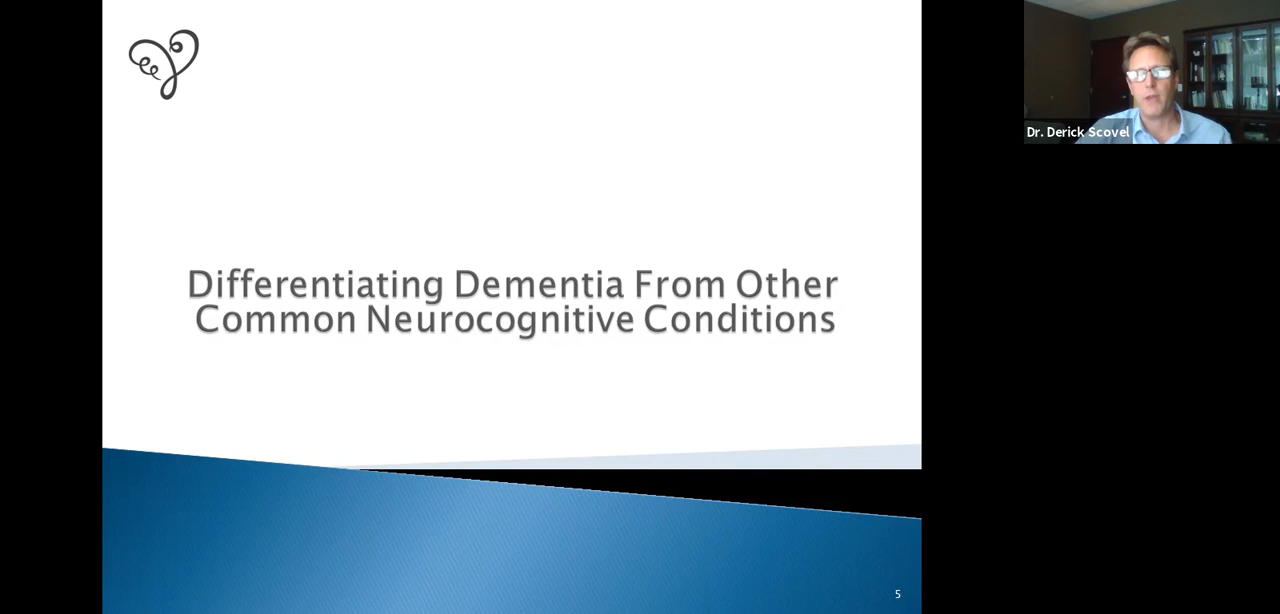 Differentiating Dementia From Other
Common Neurocognitive Conditions
5
Dr. Derick Scovel